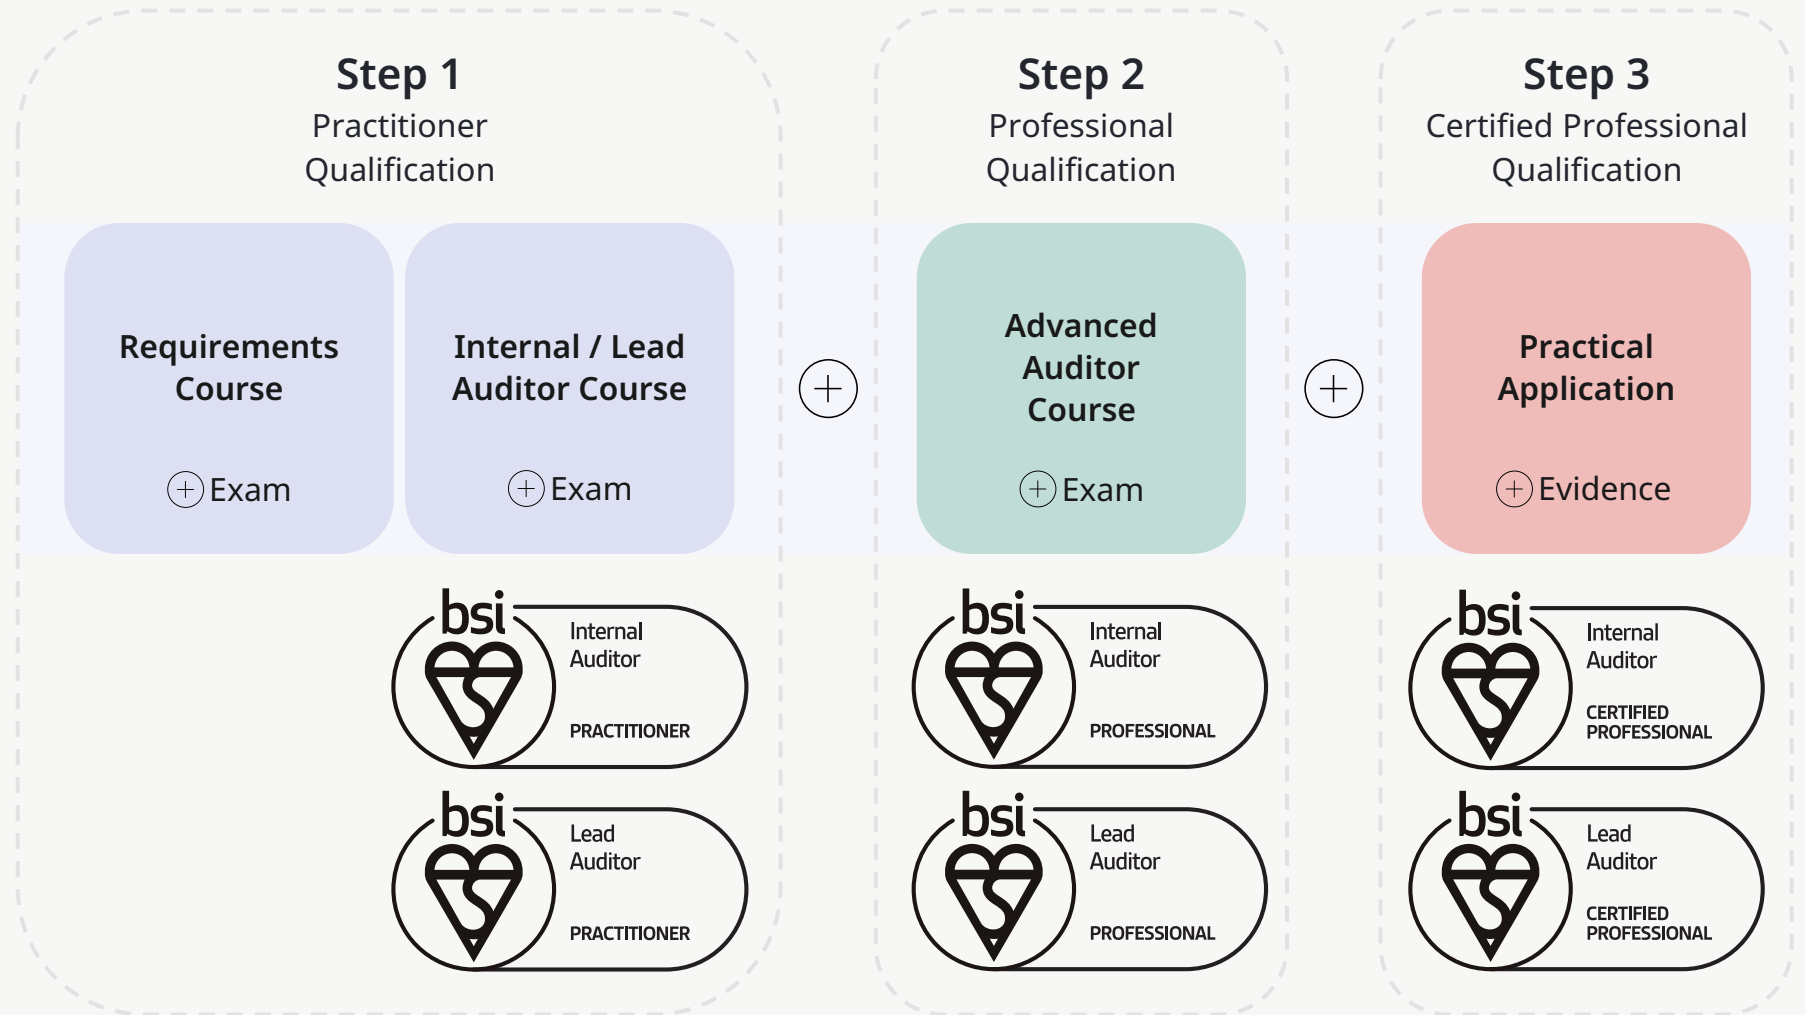 Step 1
Practitioner
Qualification
Requirements
Course
Exam
Internal / Lead
Auditor Course
Exam
bsi
Internal
Auditor
PRACTITIONER
bsi
Lead
Auditor
PRACTITIONER
Step 2
Professional
Qualification
Advanced
Auditor
Course
Exam
bsi
Internal
Auditor
PROFESSIONAL
bsi
Lead
Auditor
PROFESSIONAL
Step 3
Certified Professional
Qualification
Practical
Application
Evidence
bsi
Internal
Auditor
CERTIFIED
PROFESSIONAL
bsi
Lead
Auditor
CERTIFIED
PROFESSIONAL